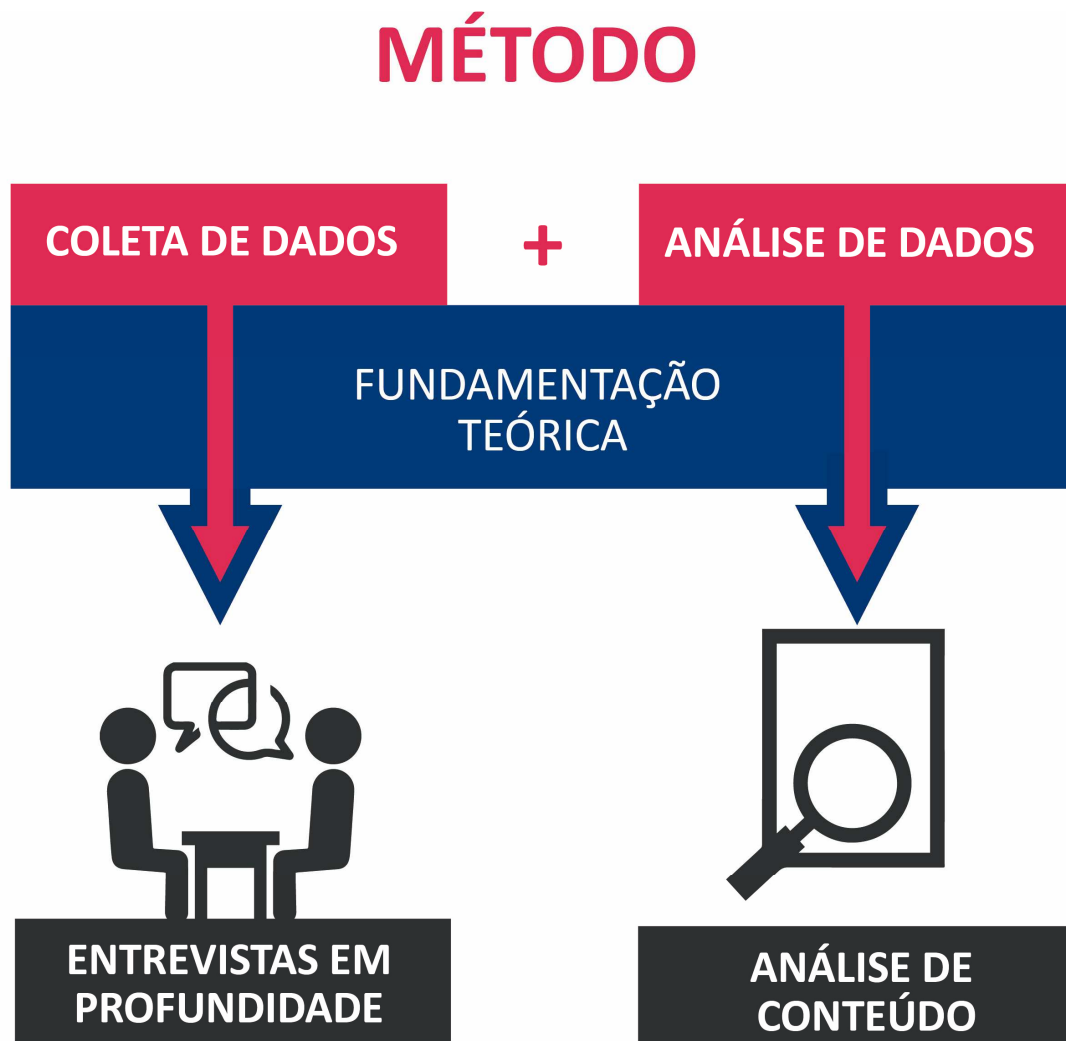 MÉTODO
COLETA DE DADOS
+
ANÁLISE DE DADOS
FUNDAMENTAÇÃO
TEÓRICA
ENTREVISTAS EM
PROFUNDIDADE
ANÁLISE DE
CONTEÚDO